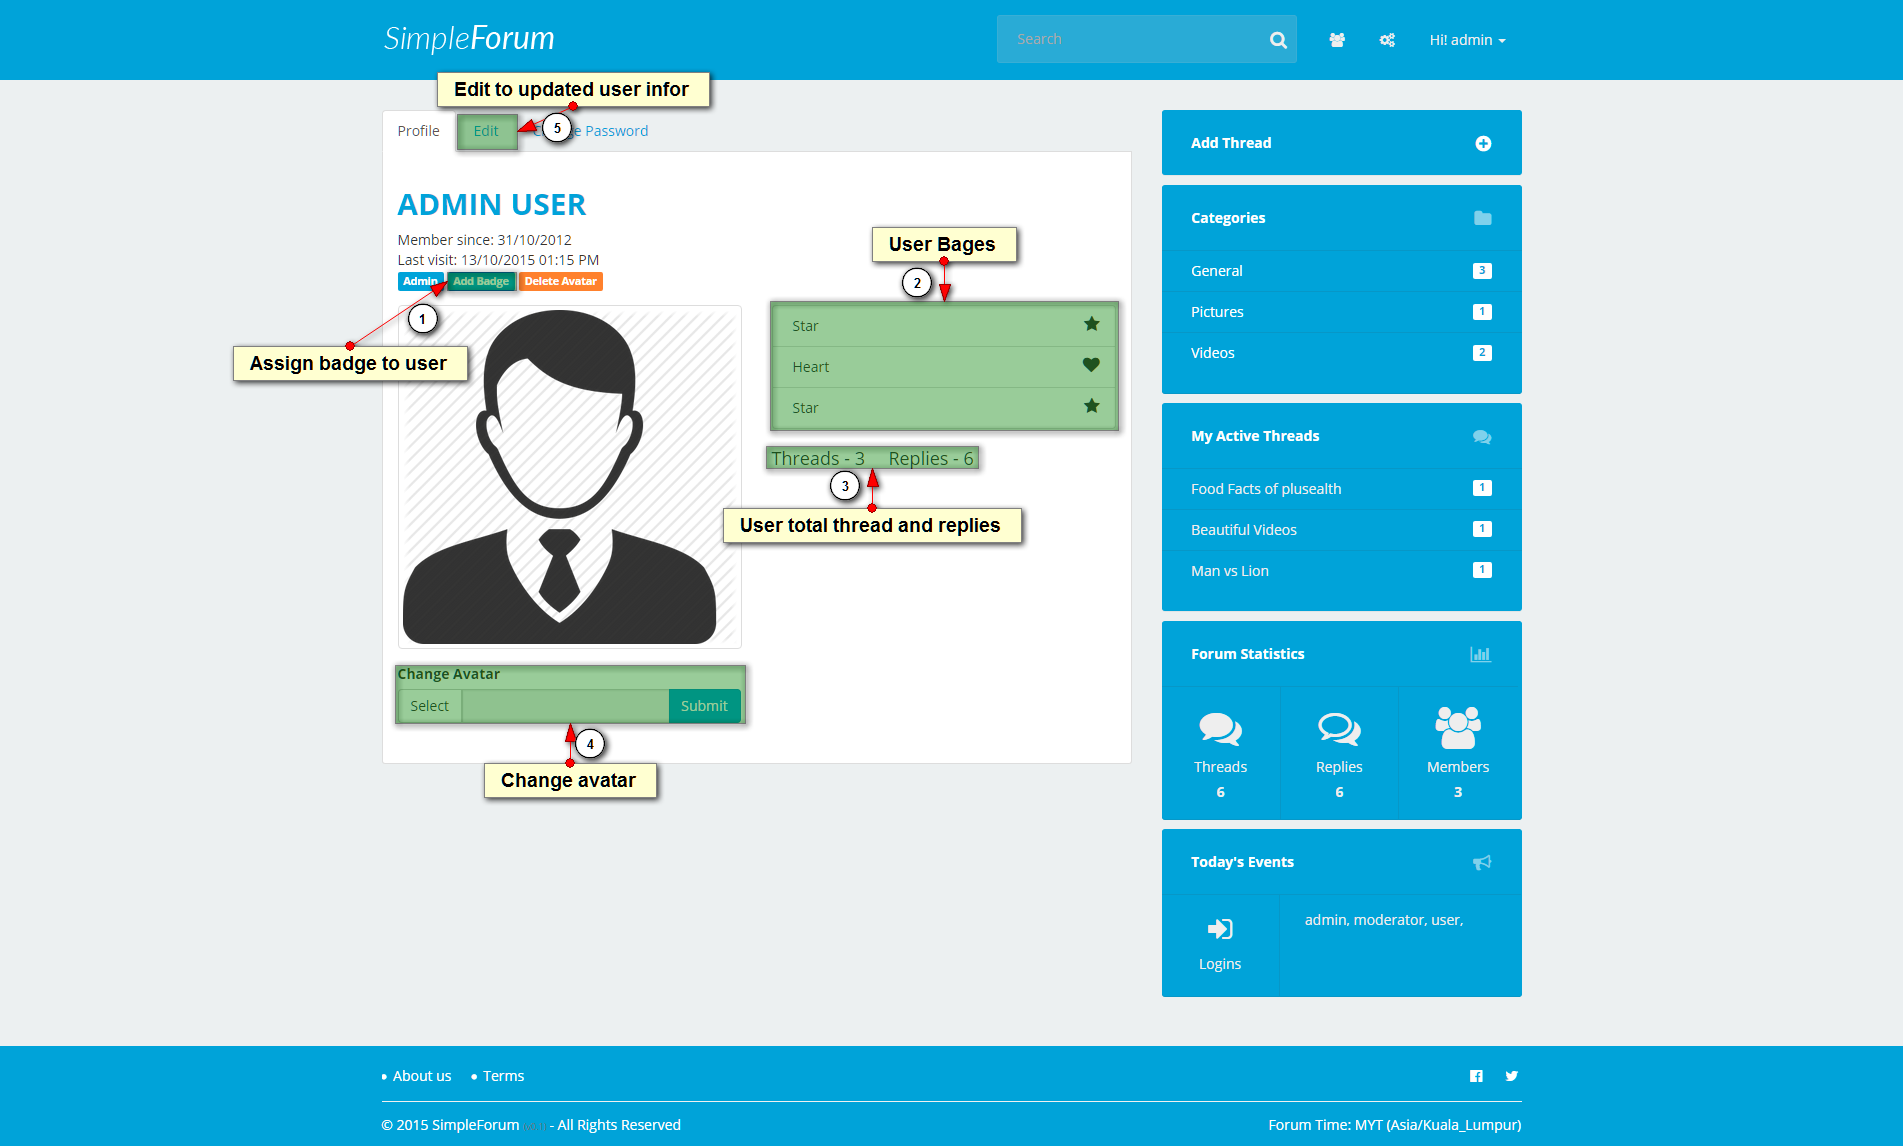 SimpleForum
Search
Hi! admin
Edit to updated user infor
Profile
Edit
5
Password
ADMIN USER
Member since: 31/10/2012
Last visit: 13/10/2015 01:15 PM
Admin Add Badge Delete Avatar
1
Assign badge to user
User Bages
2
Star
Heart
Star
Threads - 3 Replies - 6
3
User total thread and replies
Change Avatar
Select Submit
4
Change avatar
Add Thread
Categories
General 3
Pictures 1
Videos 2
My Active Threads
Food Facts of plusealth 1
Beautiful Videos 1
Man vs Lion 1
Forum Statistics
Threads Replies Members
6 6 3
Today's Events
admin, moderator, user,
Logins
About us Terms
© 2015 SimpleForum - All Rights Reserved
Forum Time: MYT (Asia/Kuala_Lumpur)